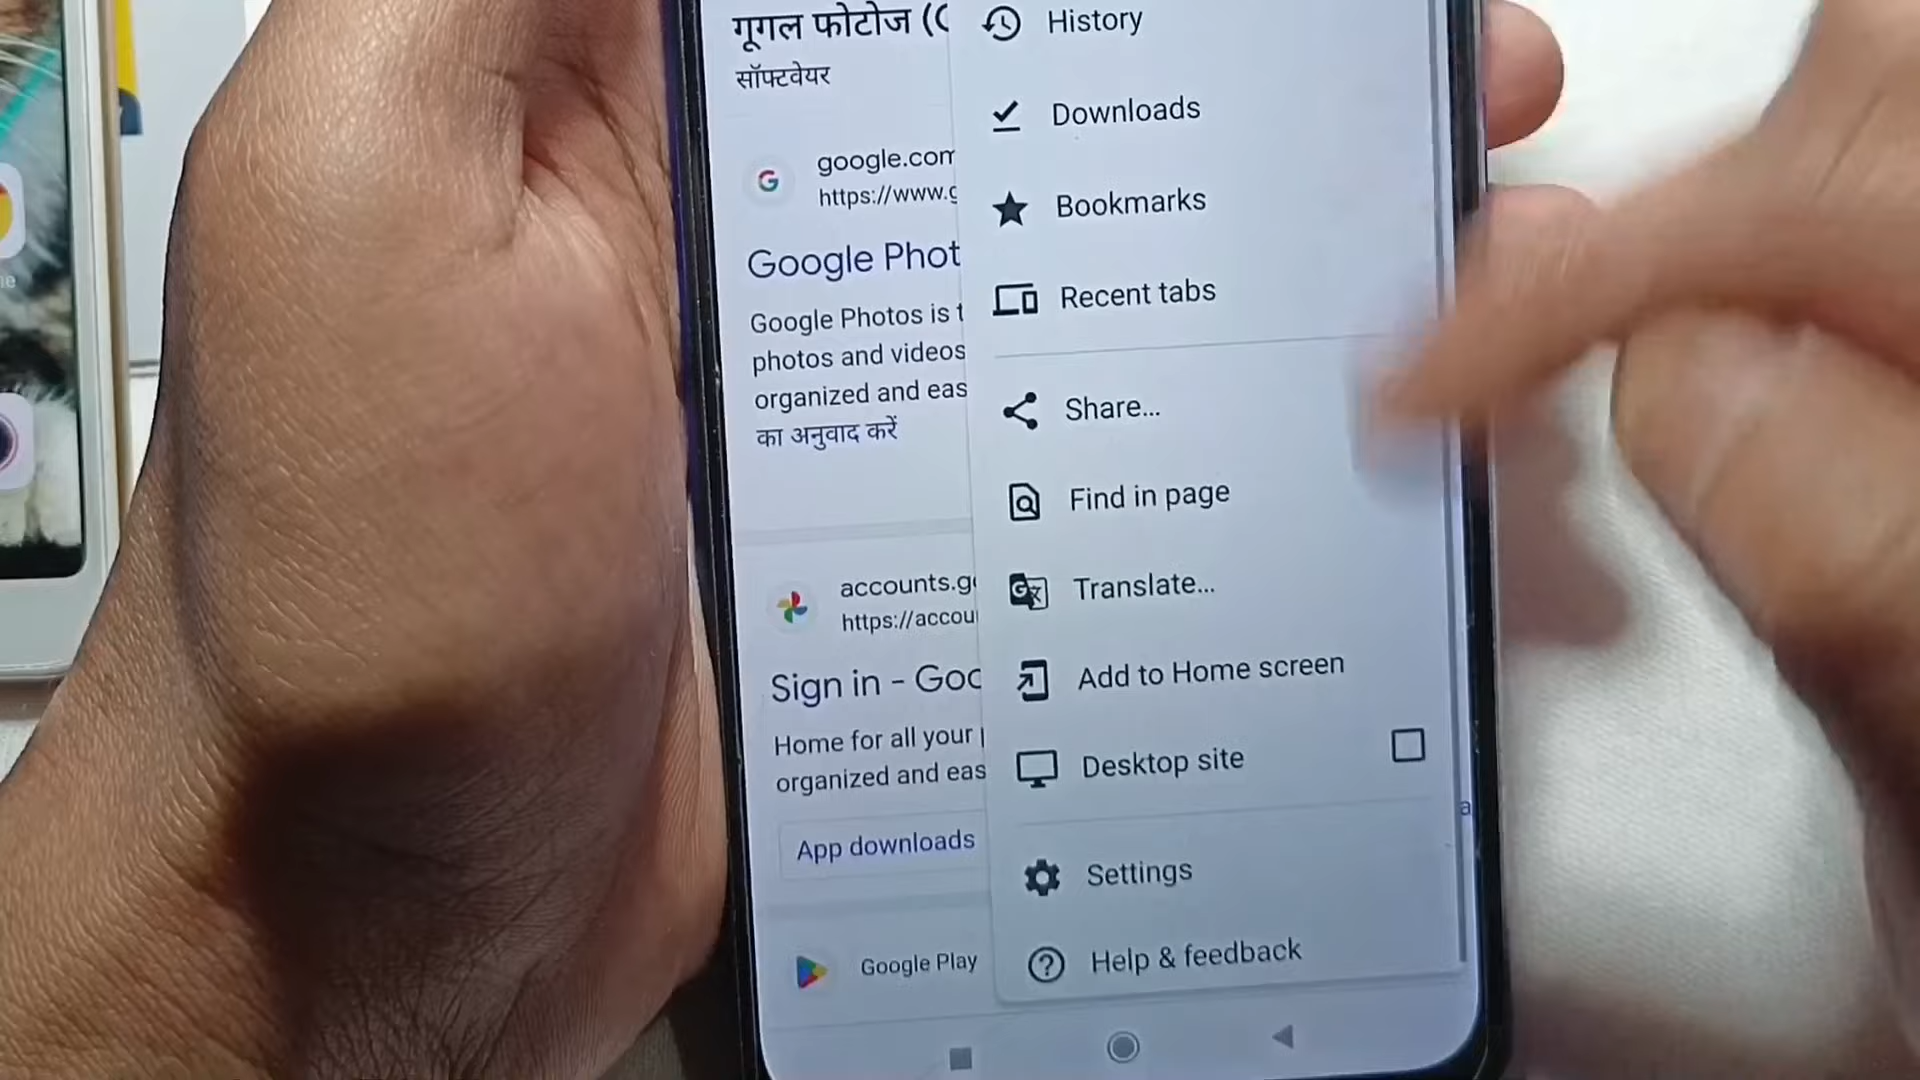 गूगल फोटोज (
सॉफ्टवेयर
google.com
https://www.g
Google Phot
Google Photos is t
photos and videos
organized and eas
का अनुवाद करें
accounts.g
https://accou
Sign in - Goo
Home for all your
organized and eas
App downloads
Google Play
History
Downloads
Bookmarks
Recent tabs
Share...
Find in page
Translate...
Add to Home screen
Desktop site
Settings
Help & feedback